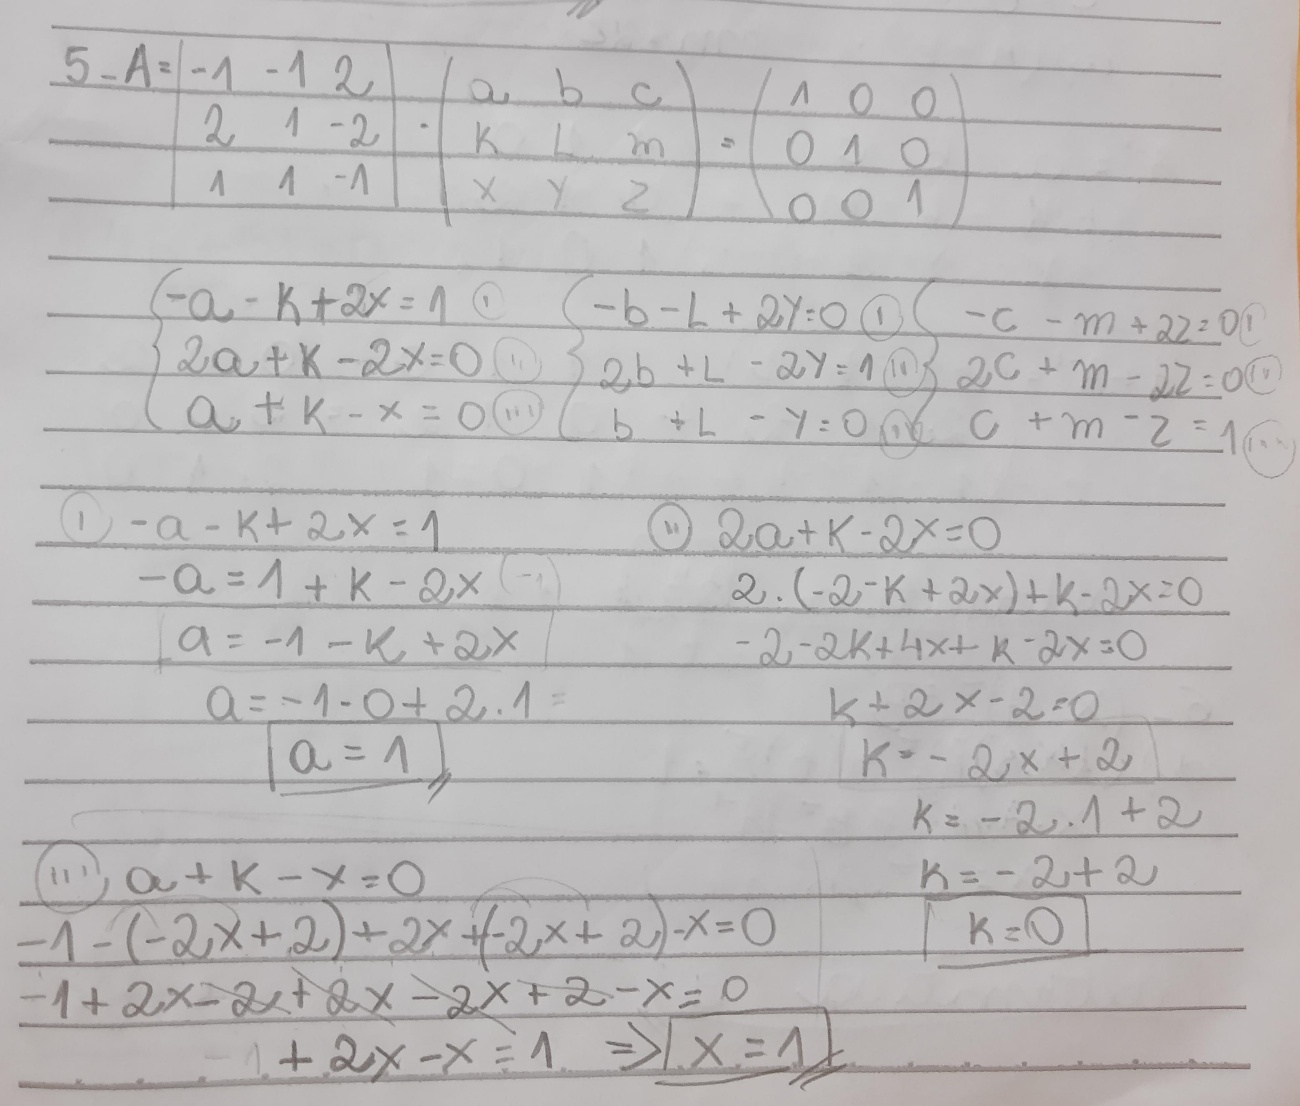 5- A = |-1 -1 2| · (a b c) = (1 0 0)
|2 1 -2| (K L m) (0 1 0)
|1 1 -1| (x y z) (0 0 1)
{-a - K + 2x = 1 (I) {-b - L + 2y = 0 (I) {-c - m + 2z = 0 (I)
2a + K - 2x = 0 (II) 2b + L - 2y = 1 (II) 2c + m - 2z = 0 (II)
a + K - x = 0 (III) b + L - y = 0 (III) c + m - z = 1 (III)
(I) -a - K + 2x = 1
-a = 1 + K - 2x (-1)
a = -1 - K + 2x
a = -1 - 0 + 2 . 1 =
a = 1
(II) 2a + K - 2x = 0
2 . (-2 - K + 2x) + K - 2x = 0
-2 - 2K + 4x + K - 2x = 0
K + 2x - 2 = 0
K = - 2x + 2
K = - 2 . 1 + 2
K = - 2 + 2
K = 0
(III) a + K - x = 0
-1 - (-2x + 2) + 2x + (-2x + 2) - x = 0
-1 + 2x - 2 + 2x - 2x + 2 - x = 0
-1 + 2x - x = 1 => x = 1